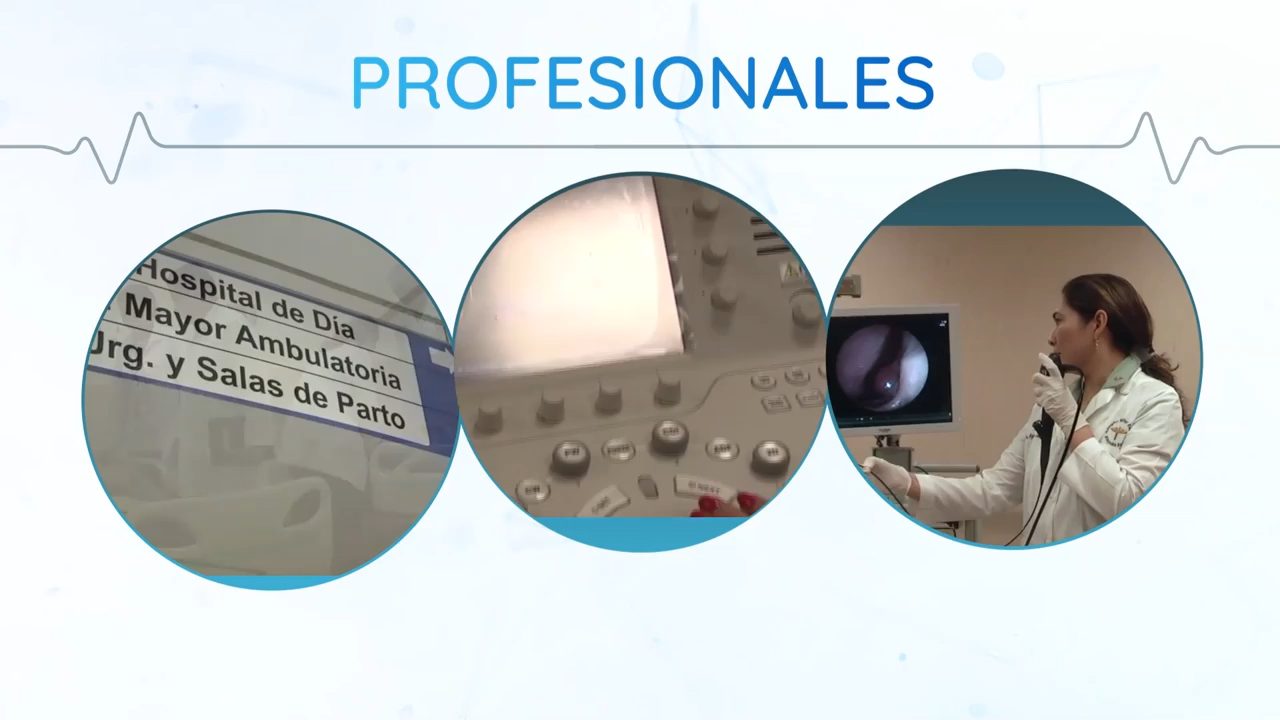 PROFESIONALES
Hospital de Día
Mayor Ambulatoria
Urg. y Salas de Parto